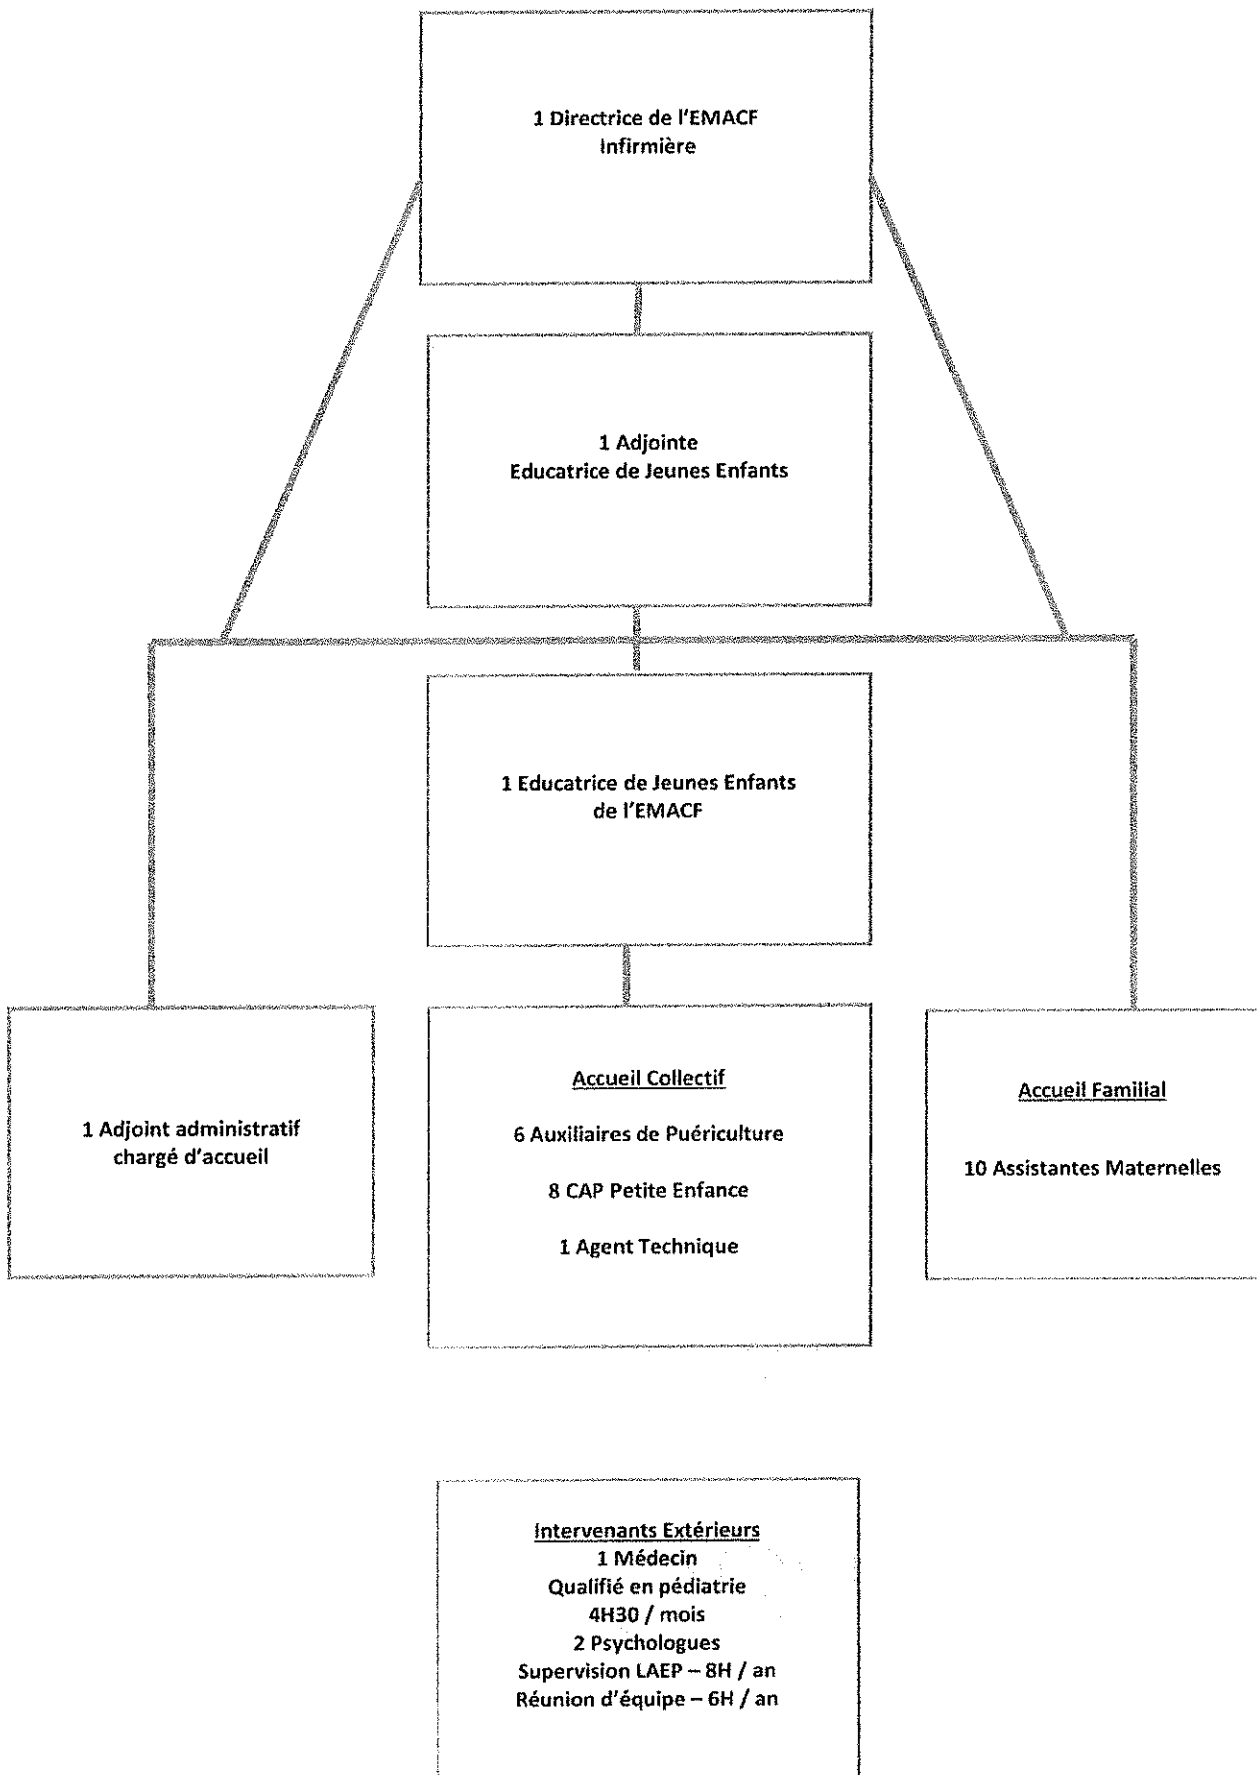 1 Directrice de l'EMACF
Infirmière
1 Adjointe
Educatrice de Jeunes Enfants
1 Educatrice de Jeunes Enfants
de l'EMACF
1 Adjoint administratif
chargé d'accueil
Accueil Collectif
6 Auxiliaires de Puériculture
8 CAP Petite Enfance
1 Agent Technique
Accueil Familial
10 Assistantes Maternelles
Intervenants Extérieurs
1 Médecin
Qualifié en pédiatrie
4H30 / mois
2 Psychologues
Supervision LAEP – 8H / an
Réunion d'équipe – 6H / an